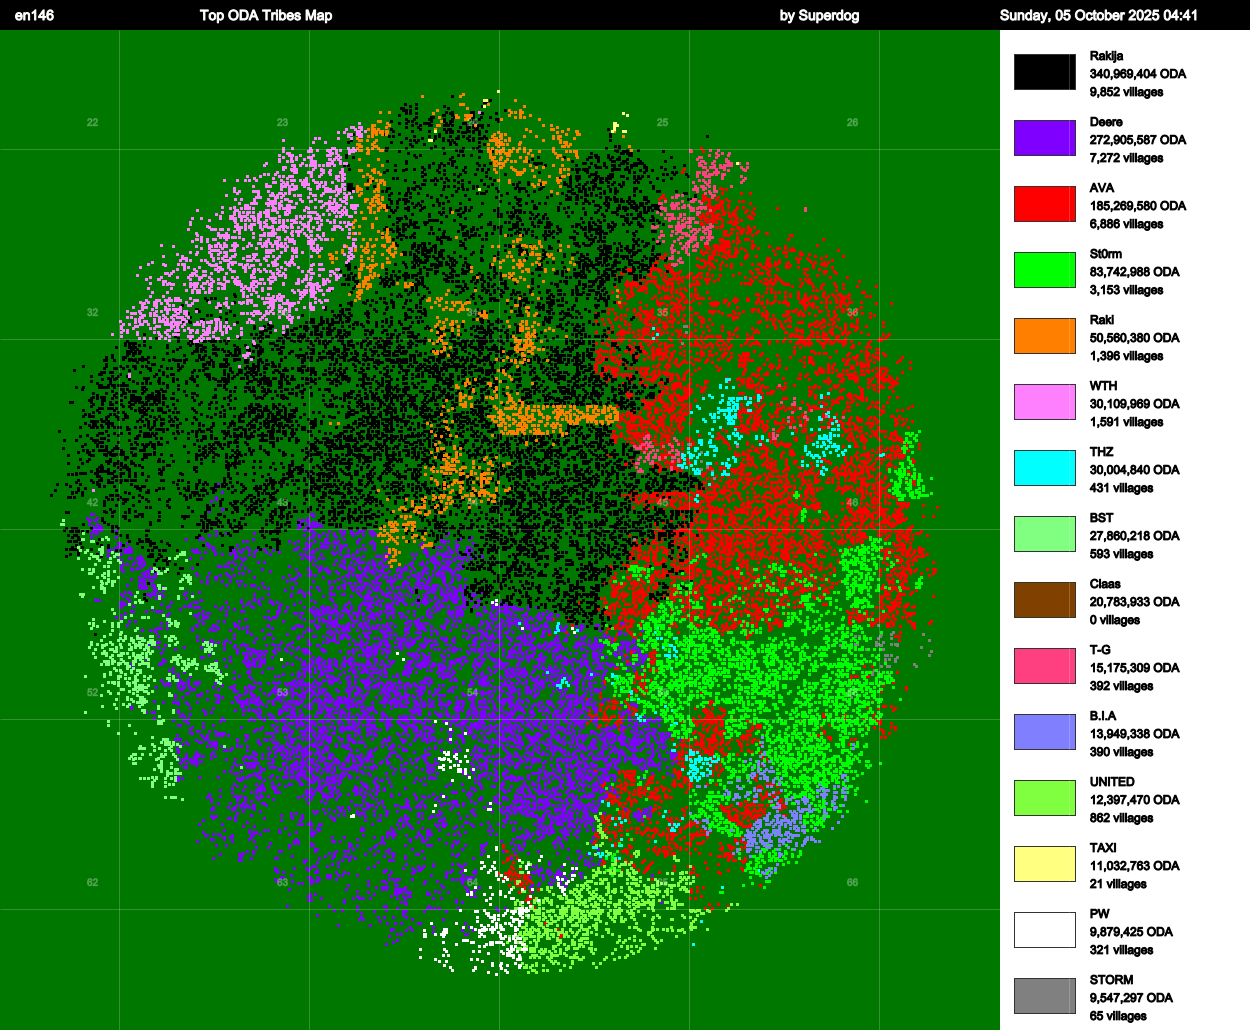 en146 Top ODA Tribes Map by Superdog Sunday, 05 October 2025 04:41
Rakija
340,969,404 ODA
9,852 villages
Deere
272,905,587 ODA
7,272 villages
AVA
185,269,580 ODA
6,886 villages
St0rm
83,742,988 ODA
3,153 villages
Raki
50,560,380 ODA
1,396 villages
WTH
30,109,969 ODA
1,591 villages
THZ
30,004,840 ODA
431 villages
BST
27,860,218 ODA
593 villages
Claas
20,783,933 ODA
0 villages
T-G
15,175,309 ODA
392 villages
B.I.A
13,949,338 ODA
390 villages
UNITED
12,397,470 ODA
862 villages
TAXI
11,032,763 ODA
21 villages
PW
9,879,425 ODA
321 villages
STORM
9,547,297 ODA
65 villages
22 23 25 26
32 35 36
42 43 45 46
52 53 54
62 63 66